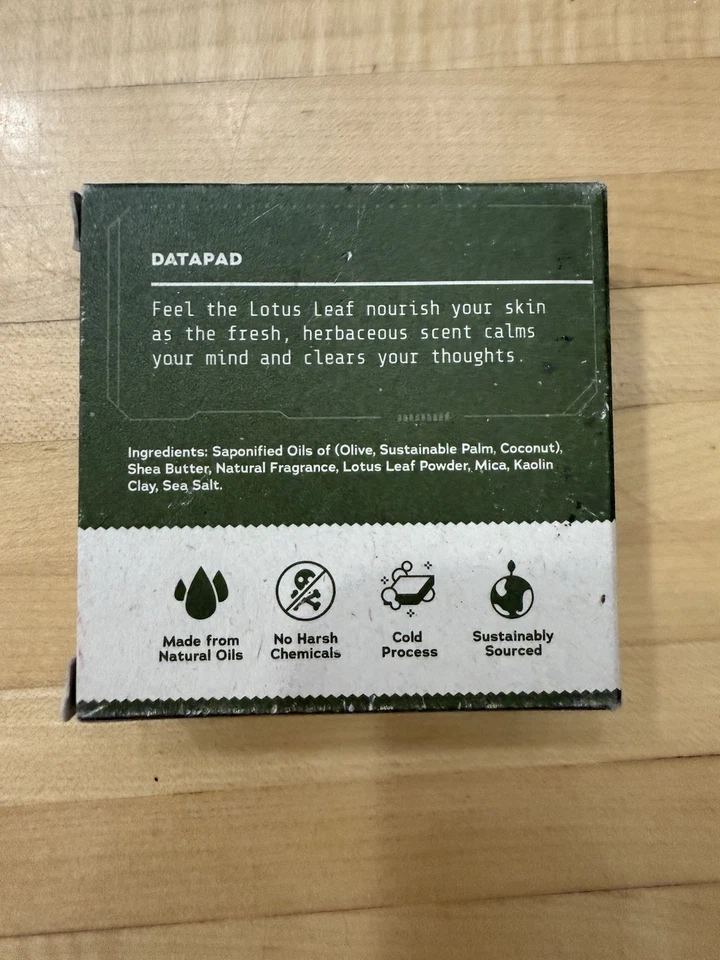 DATAPAD
Feel the Lotus Leaf nourish your skin
as the fresh, herbaceous scent calms
your mind and clears your thoughts.
Ingredients: Saponified Oils of (Olive, Sustainable Palm, Coconut),
Shea Butter, Natural Fragrance, Lotus Leaf Powder, Mica, Kaolin
Clay, Sea Salt.
Made from
Natural Oils
No Harsh
Chemicals
Cold
Process
Sustainably
Sourced